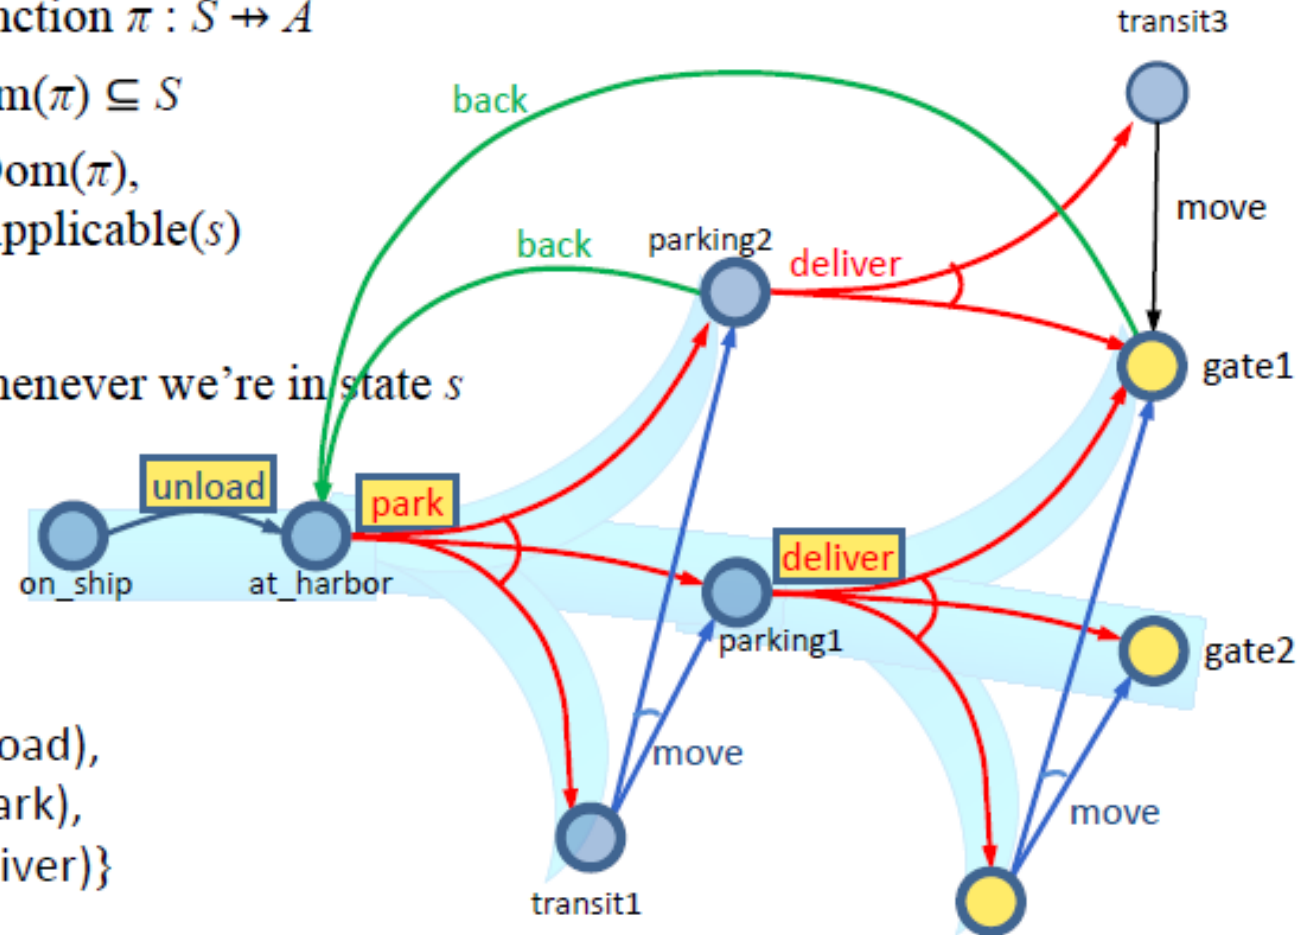 nction π : S ⇸ A
m(π) ⊆ S
om(π),
pplicable(s)
henever we’re in state s
oad),
ark),
iver)}
transit3
back
move
parking2
back
deliver
gate1
unload
park
on_ship
at_harbor
deliver
parking1
gate2
move
move
transit1